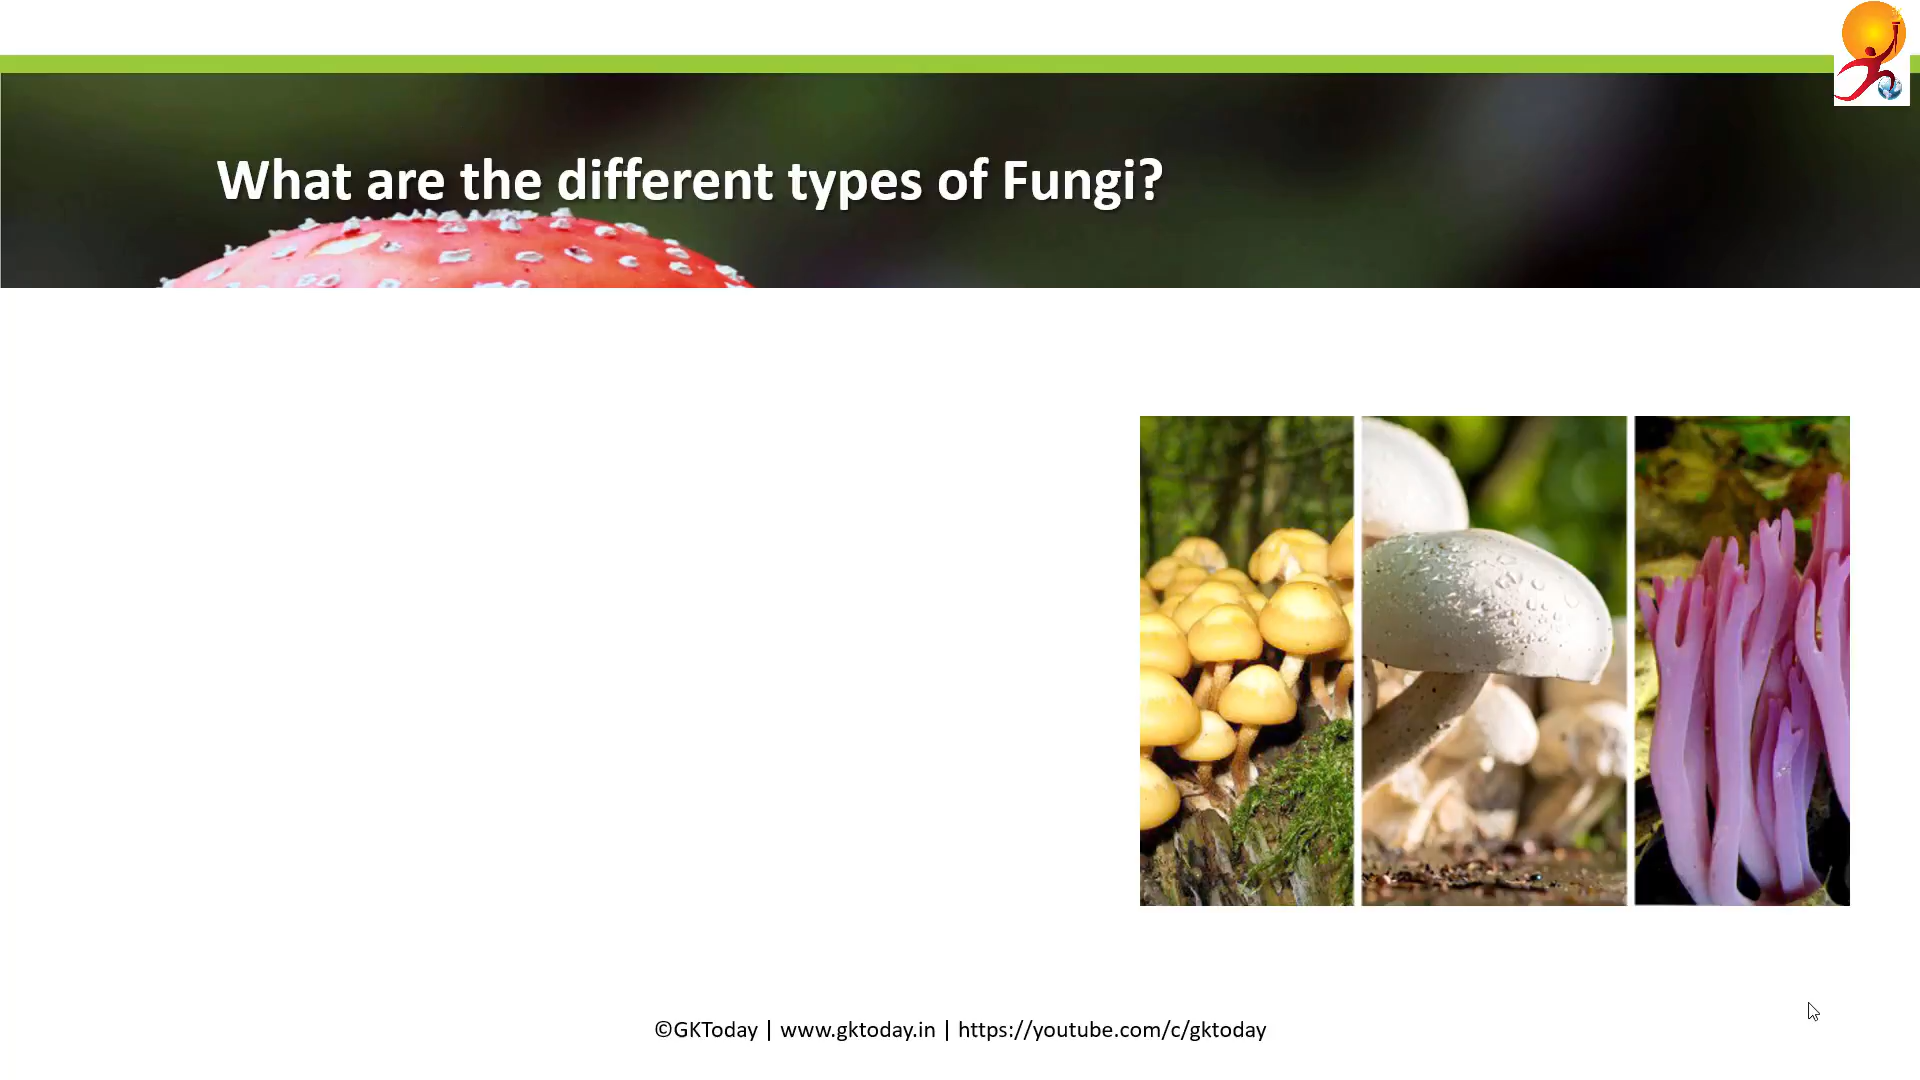 What are the different types of Fungi?
©GKToday | www.gktoday.in | https://youtube.com/c/gktoday